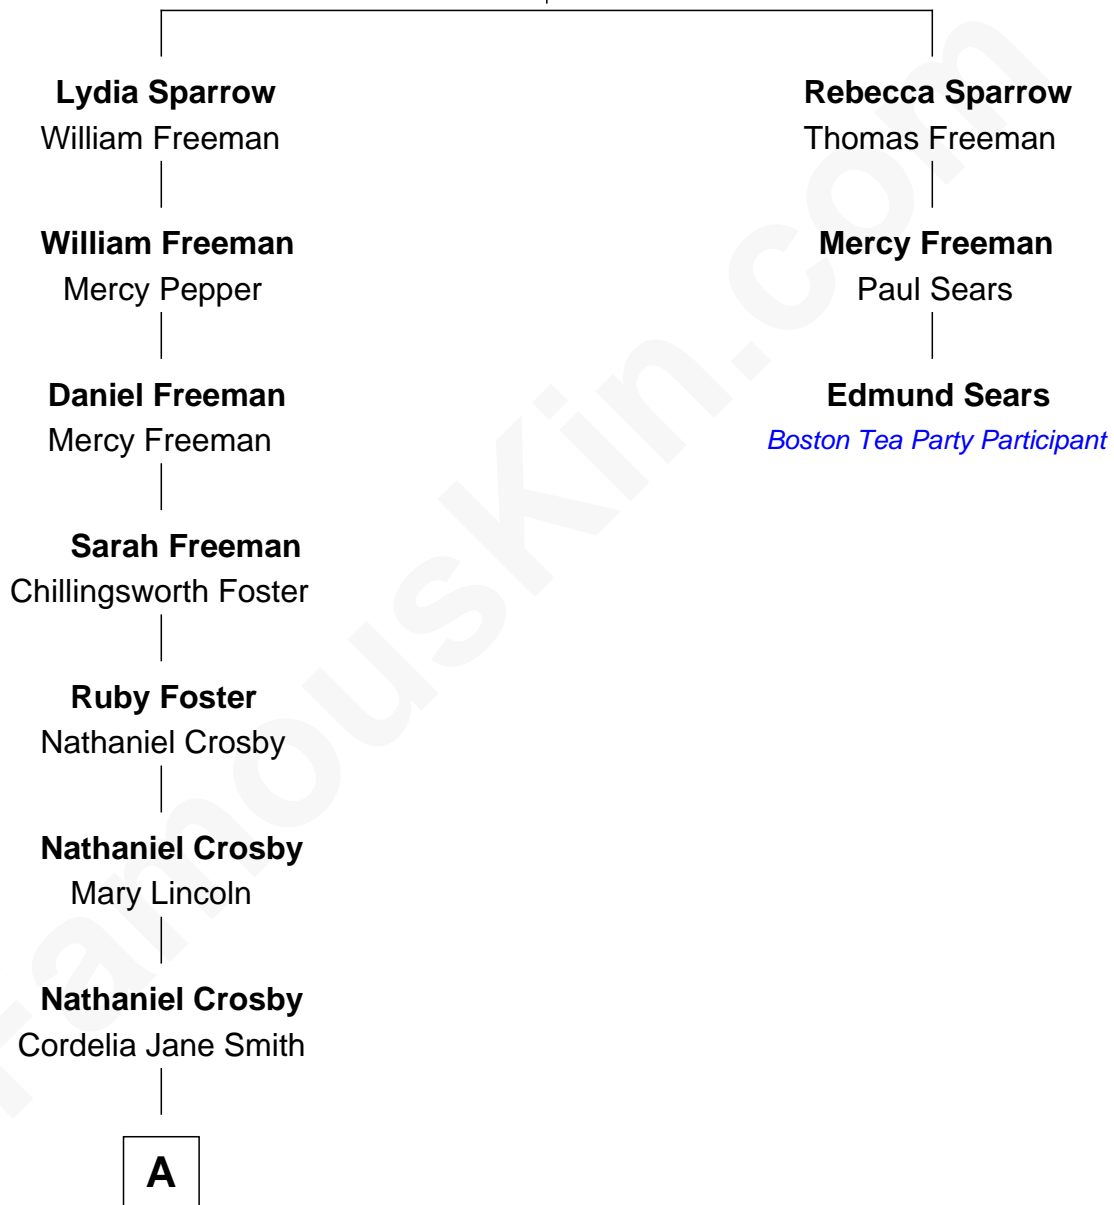 Lydia Sparrow
William Freeman
William Freeman
Mercy Pepper
Daniel Freeman
Mercy Freeman
Sarah Freeman
Chillingsworth Foster
Ruby Foster
Nathaniel Crosby
Nathaniel Crosby
Mary Lincoln
Nathaniel Crosby
Cordelia Jane Smith
A
Rebecca Sparrow
Thomas Freeman
Mercy Freeman
Paul Sears
Edmund Sears
Boston Tea Party Participant
FamousKin.com